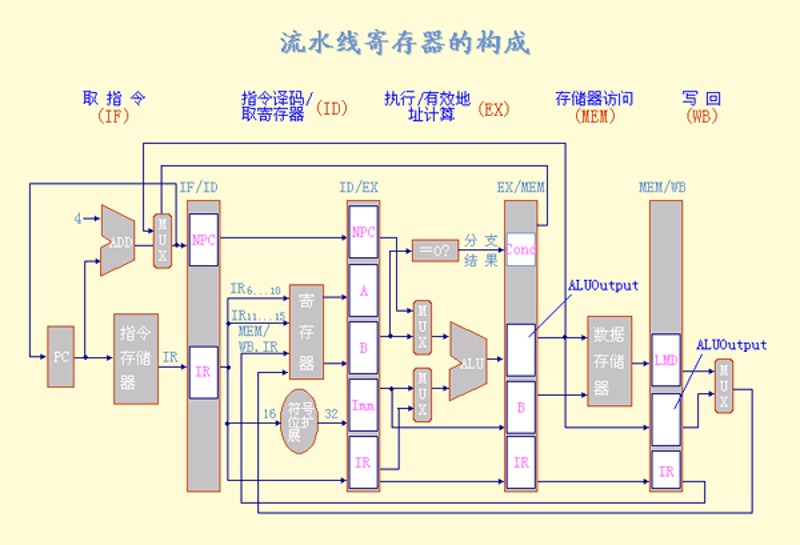 流水线寄存器的构成
取 指 令
(IF)
指令译码/
取寄存器 (ID)
执行/有效地
址计算 (EX)
存储器访问
(MEM)
写 回
(WB)
IF/ID
ID/EX
EX/MEM
MEM/WB
4
ADD
MUX
NPC
NPC
=0?
分 支
结 果
Cond
IR6...10
IR11...15
MEM/
WB.IR
寄存器
A
B
MUX
MUX
ALU
ALUOutput
数据
存储
器
ALUOutput
LMD
MUX
PC
指令
存储
器
IR
IR
16
符号
位扩
展
32
Imm
IR
B
IR
IR